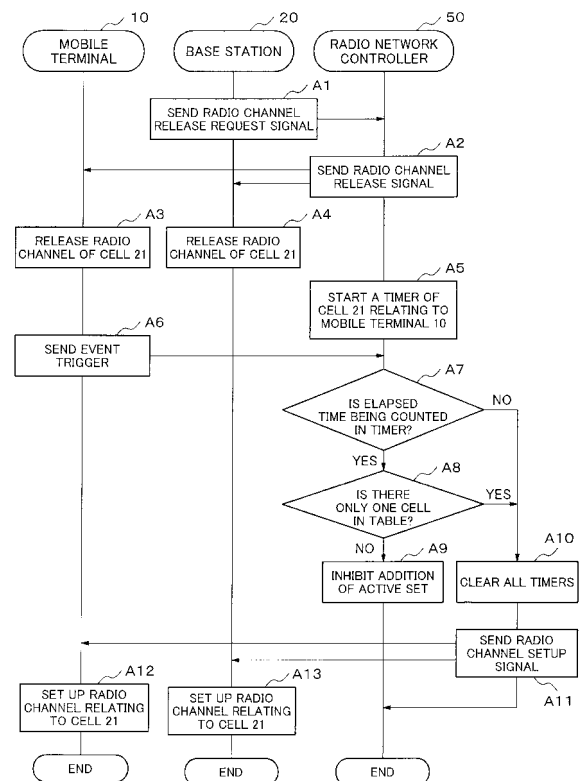 10
20
50
MOBILE
TERMINAL
BASE STATION
RADIO NETWORK
CONTROLLER
A1
SEND RADIO CHANNEL
RELEASE REQUEST SIGNAL
A2
SEND RADIO CHANNEL
RELEASE SIGNAL
A3
RELEASE RADIO
CHANNEL OF CELL 21
A4
RELEASE RADIO
CHANNEL OF CELL 21
A5
START A TIMER OF
CELL 21 RELATING TO
MOBILE TERMINAL 10
A6
SEND EVENT
TRIGGER
A7
IS ELAPSED
TIME BEING COUNTED
IN TIMER?
NO
YES
A8
IS THERE
ONLY ONE CELL
IN TABLE?
YES
NO
A9
INHIBIT ADDITION
OF ACTIVE SET
A10
CLEAR ALL TIMERS
SEND RADIO
CHANNEL SETUP
SIGNAL
A11
A12
SET UP RADIO
CHANNEL RELATING
TO CELL 21
A13
SET UP RADIO
CHANNEL RELATING
TO CELL 21
END
END
END